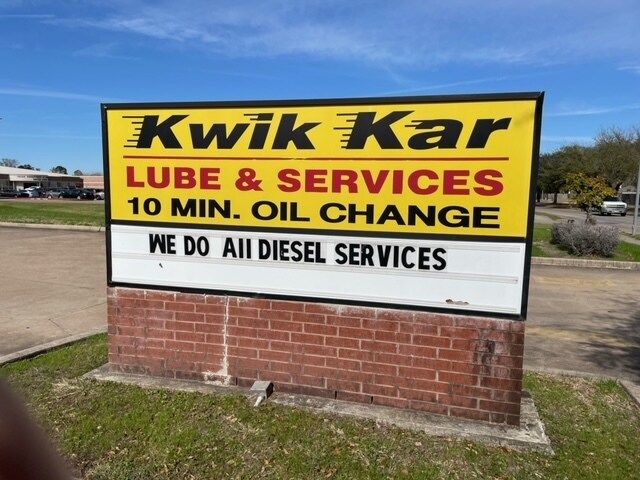 Kwik Kar
LUBE & SERVICES
10 MIN. OIL CHANGE
WE DO All DIESEL SERVICES